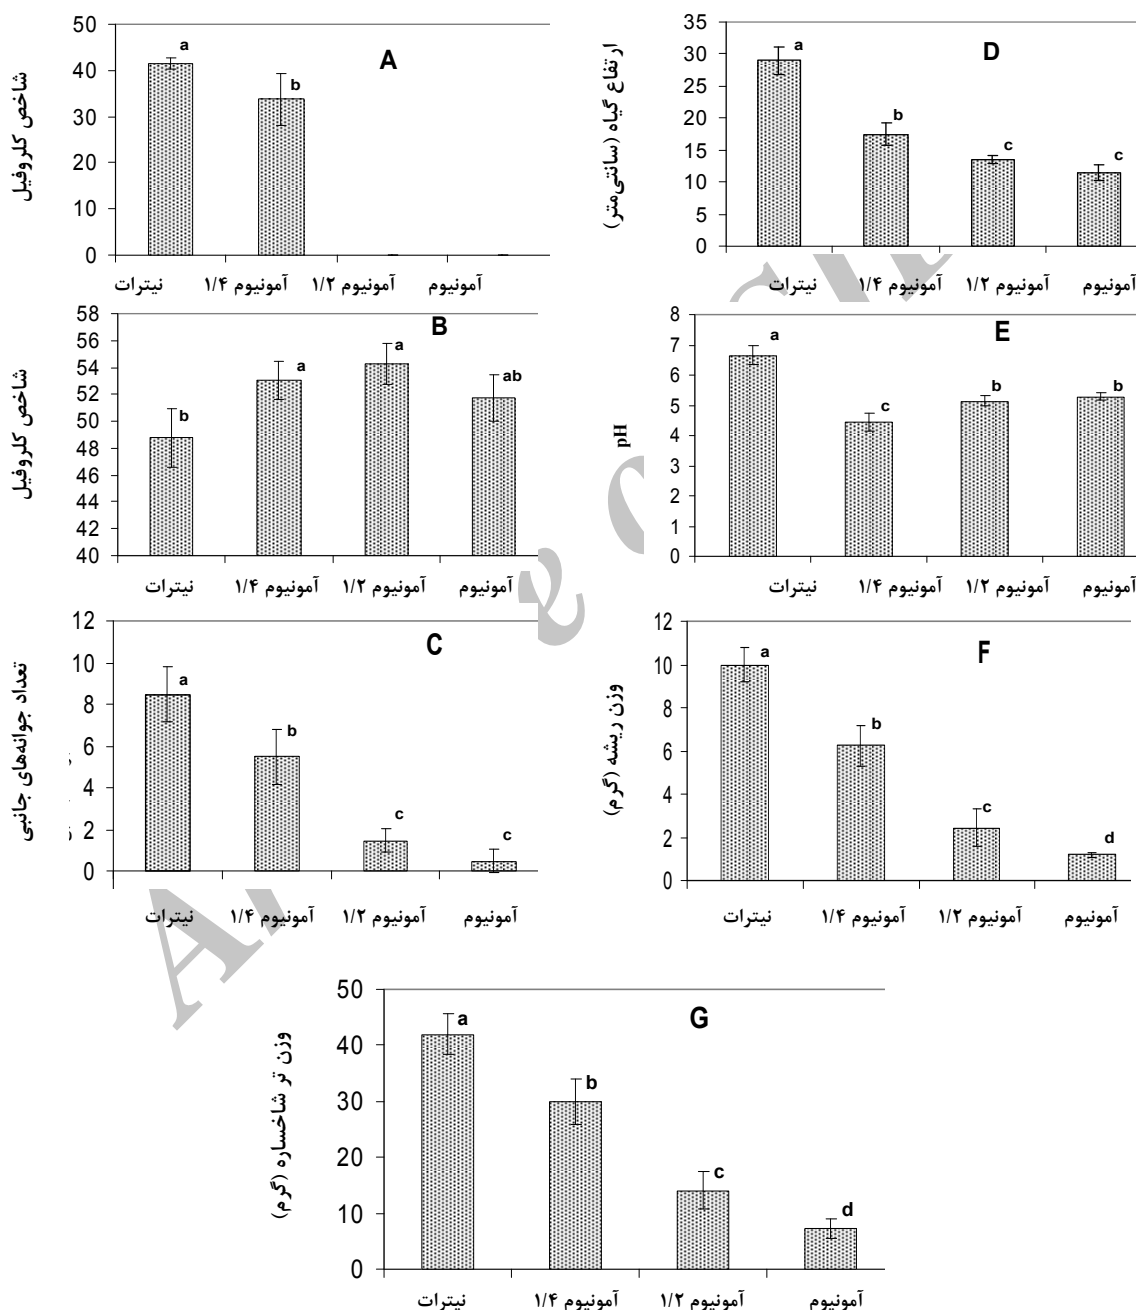 شاخص کلروفیل
50
40
30
20
10
0
A
a
b
نیترات
آمونیوم ۱/۴
آمونیوم ۱/۲
آمونیوم
ارتفاع گیاه (سانتی‌متر)
35
30
25
20
15
10
5
0
D
a
b
c
c
نیترات
آمونیوم ۱/۴
آمونیوم ۱/۲
آمونیوم
شاخص کلروفیل
58
56
54
52
50
48
46
44
42
40
B
b
a
a
ab
نیترات
آمونیوم ۱/۴
آمونیوم ۱/۲
آمونیوم
pH
8
7
6
5
4
3
2
1
0
E
a
c
b
b
نیترات
آمونیوم ۱/۴
آمونیوم ۱/۲
آمونیوم
تعداد جوانه‌های جانبی
12
10
8
6
4
2
0
C
a
b
c
c
نیترات
آمونیوم ۱/۴
آمونیوم ۱/۲
آمونیوم
وزن ریشه (گرم)
12
10
8
6
4
2
0
F
a
b
c
d
نیترات
آمونیوم ۱/۴
آمونیوم ۱/۲
آمونیوم
وزن تر شاخساره (گرم)
50
40
30
20
10
0
G
a
b
c
d
نیترات
آمونیوم ۱/۴
آمونیوم ۱/۲
آمونیوم